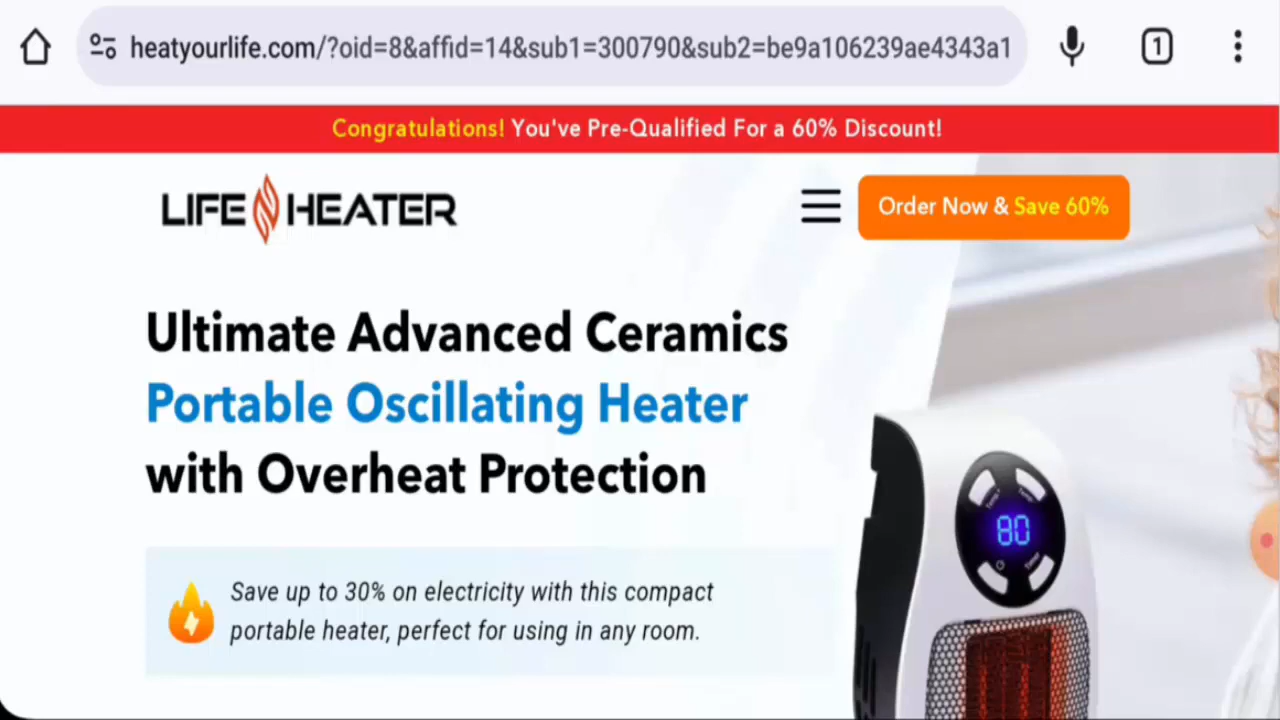 heatyourlife.com/?oid=8&affid=14&sub1=300790&sub2=be9a106239ae4343a1
1
Congratulations! You've Pre-Qualified For a 60% Discount!
LIFE HEATER
Order Now & Save 60%
Ultimate Advanced Ceramics
Portable Oscillating Heater
with Overheat Protection
Save up to 30% on electricity with this compact
portable heater, perfect for using in any room.
80